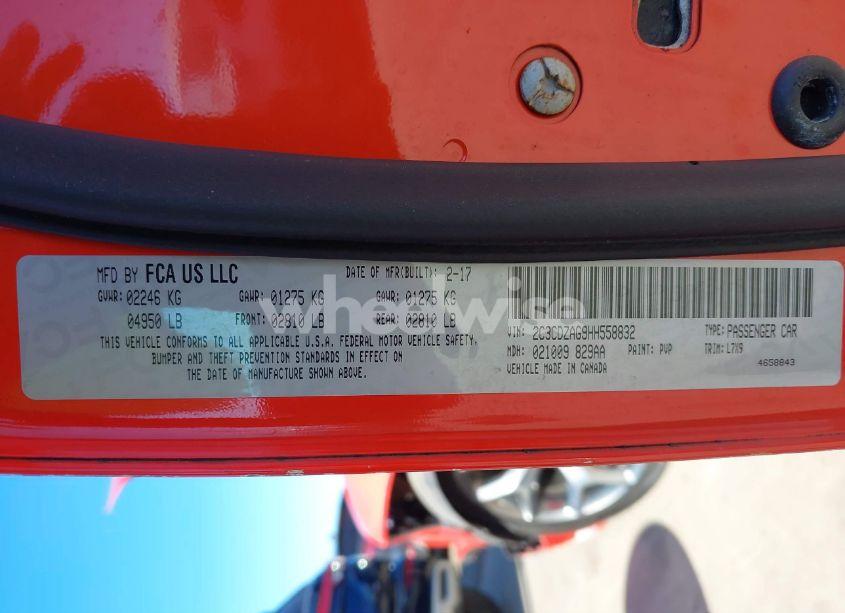 MFD BY FCA US LLC DATE OF MFR(BUILT): 2-17
GVWR: 02246 KG GAWR: 01275 KG GAWR: 01275 KG
04950 LB FRONT: 02810 LB REAR: 02810 LB
THIS VEHICLE CONFORMS TO ALL APPLICABLE U.S.A. FEDERAL MOTOR VEHICLE SAFETY,
BUMPER AND THEFT PREVENTION STANDARDS IN EFFECT ON
THE DATE OF MANUFACTURE SHOWN ABOVE.
VIN: 2C3CDZAG9HH558832 TYPE: PASSENGER CAR
MDH: 021009 829AA PAINT: PVP TRIM: L7X9
VEHICLE MADE IN CANADA 4658843
wheelwise